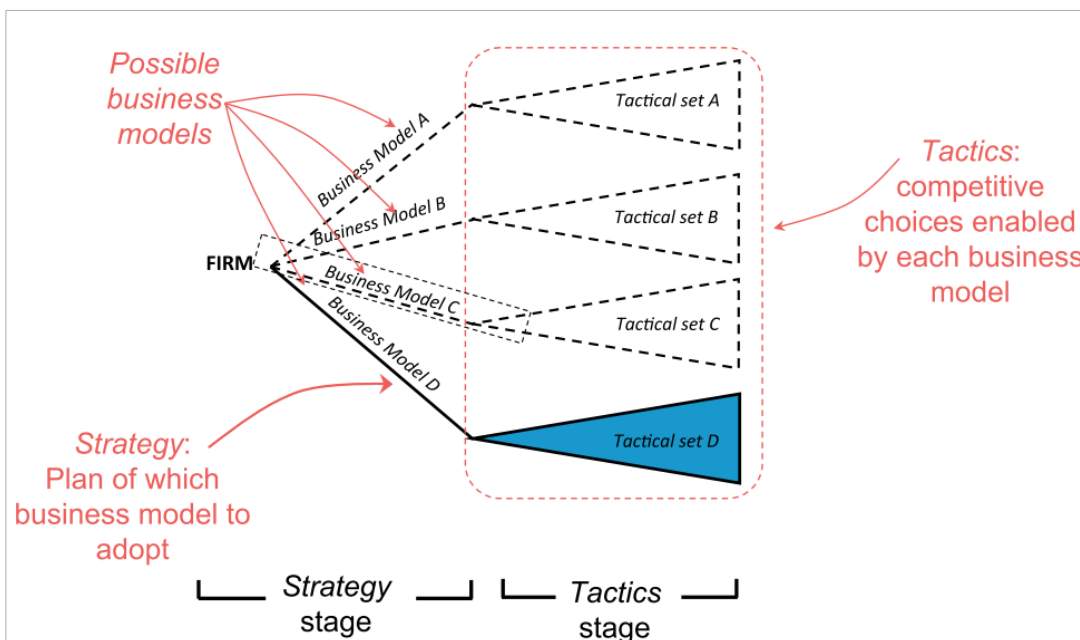 Possible
business
models
Business Model A
Business Model B
Business Model C
Business Model D
FIRM
Tactical set A
Tactical set B
Tactical set C
Tactical set D
Tactics:
competitive
choices enabled
by each business
model
Strategy:
Plan of which
business model to
adopt
Strategy
stage
Tactics
stage